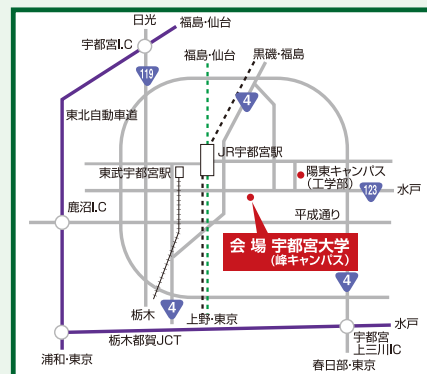 日光
福島・仙台
宇都宮I.C
福島・仙台
黒磯・福島
119
4
東北自動車道
JR宇都宮駅
東武宇都宮駅
陽東キャンパス
(工学部)
123
水戸
鹿沼I.C
平成通り
会場 宇都宮大学
(峰キャンパス)
4
4
栃木
上野・東京
水戸
栃木都賀JCT
宇都宮
上三川IC
浦和・東京
春日部・東京